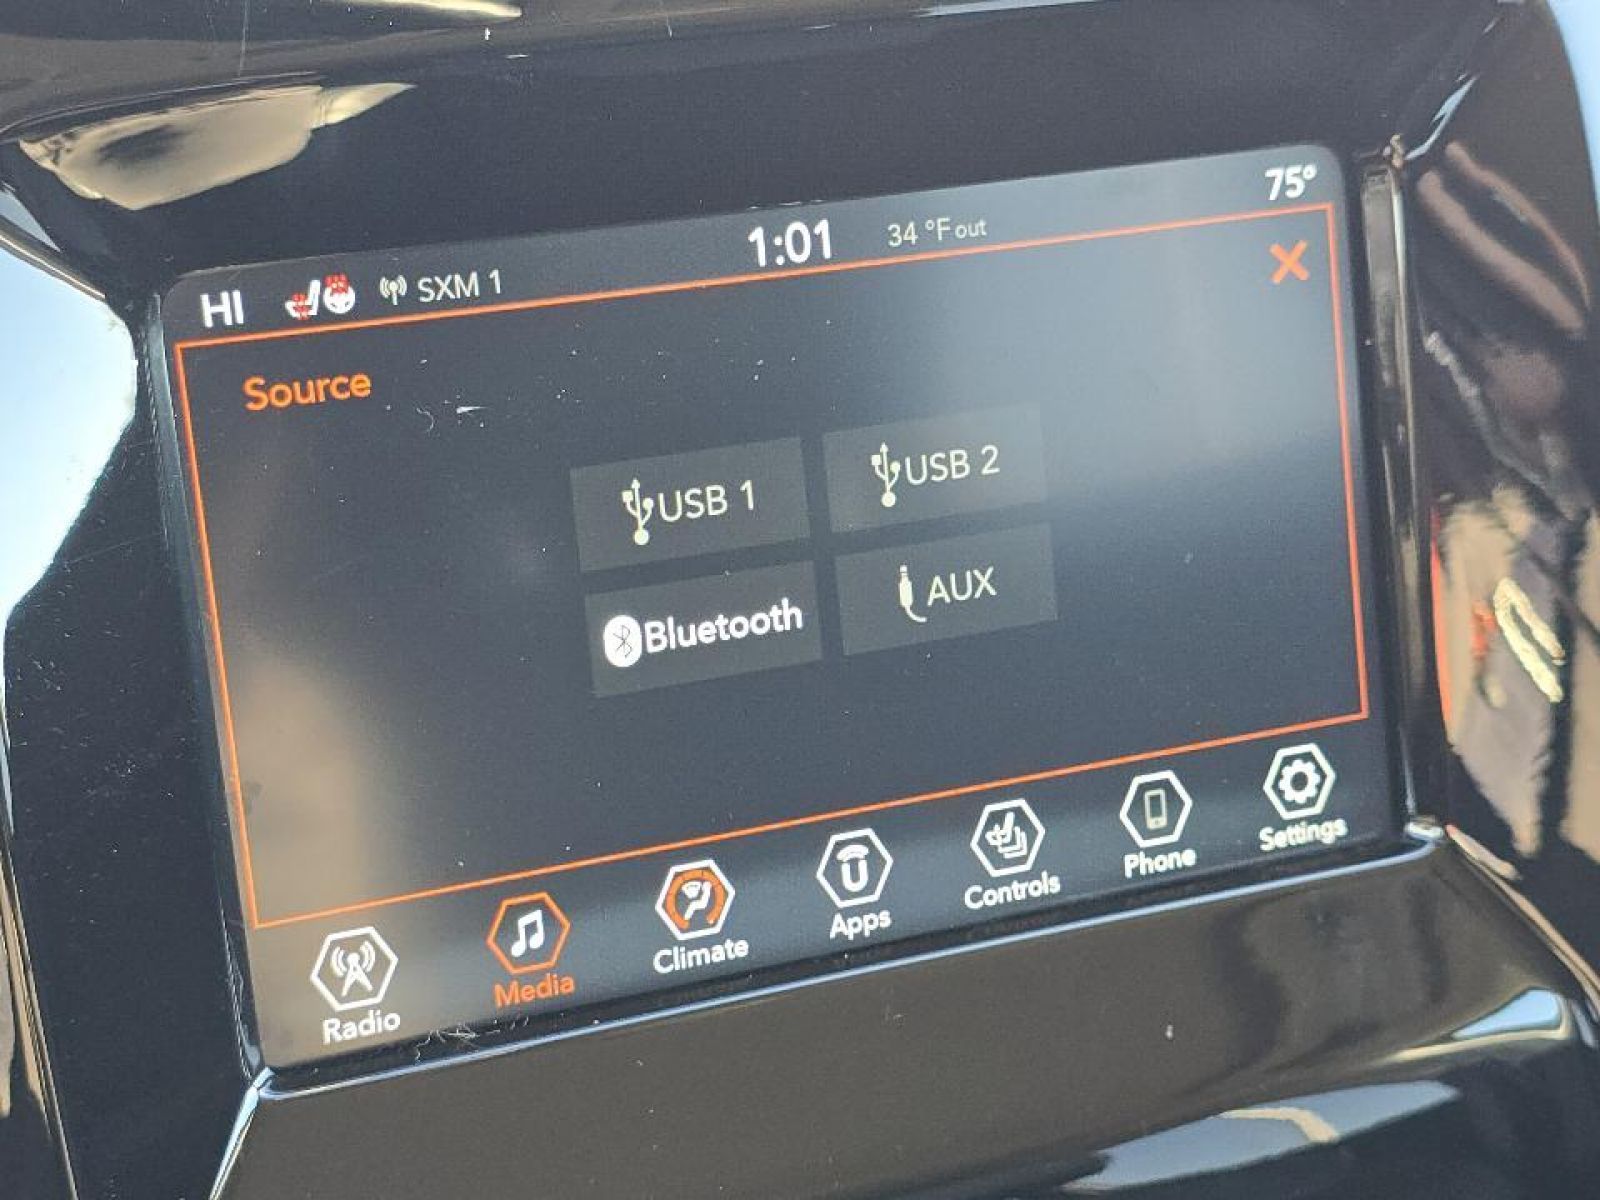 HI SXM 1 1:01 34 °F out 75°
Source
USB 1 USB 2
Bluetooth AUX
Radio Media Climate Apps Controls Phone Settings